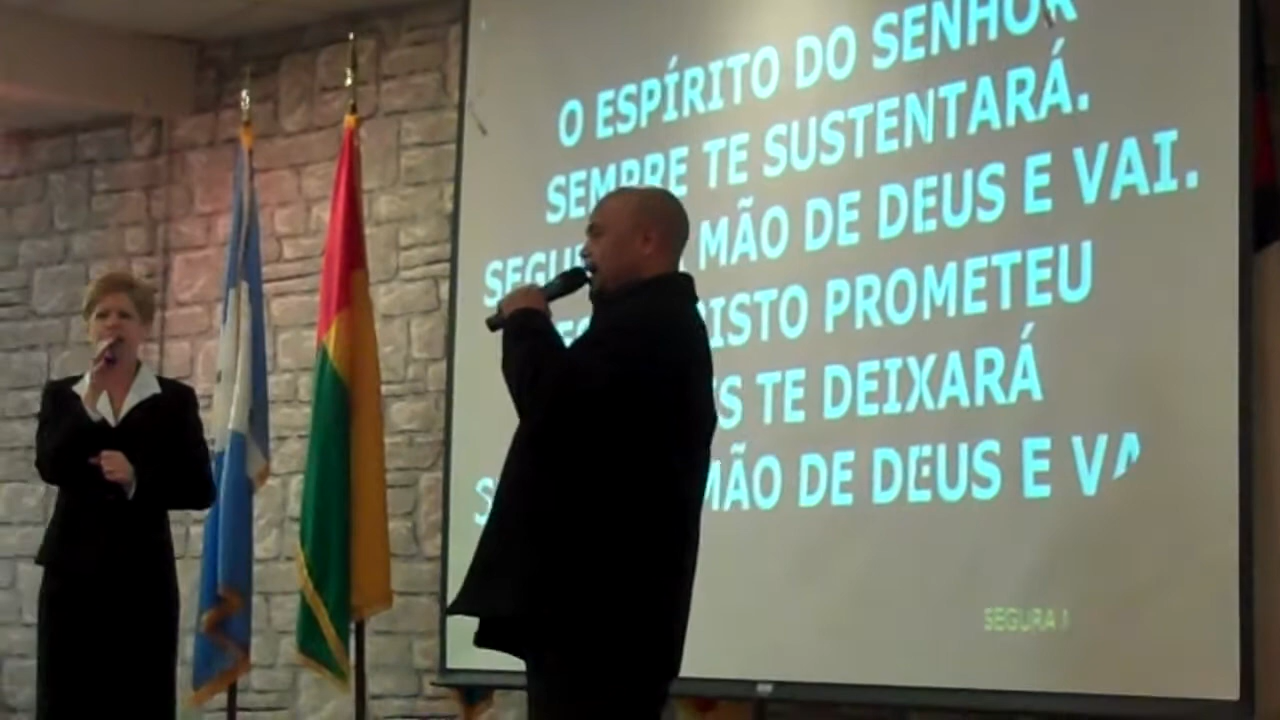 O ESPÍRITO DO SENHOR
SEMPRE TE SUSTENTARÁ.
MÃO DE DEUS E VAI.
PROMETEU
TE DEIXARÁ
MÃO DE DEUS E
SEGURA